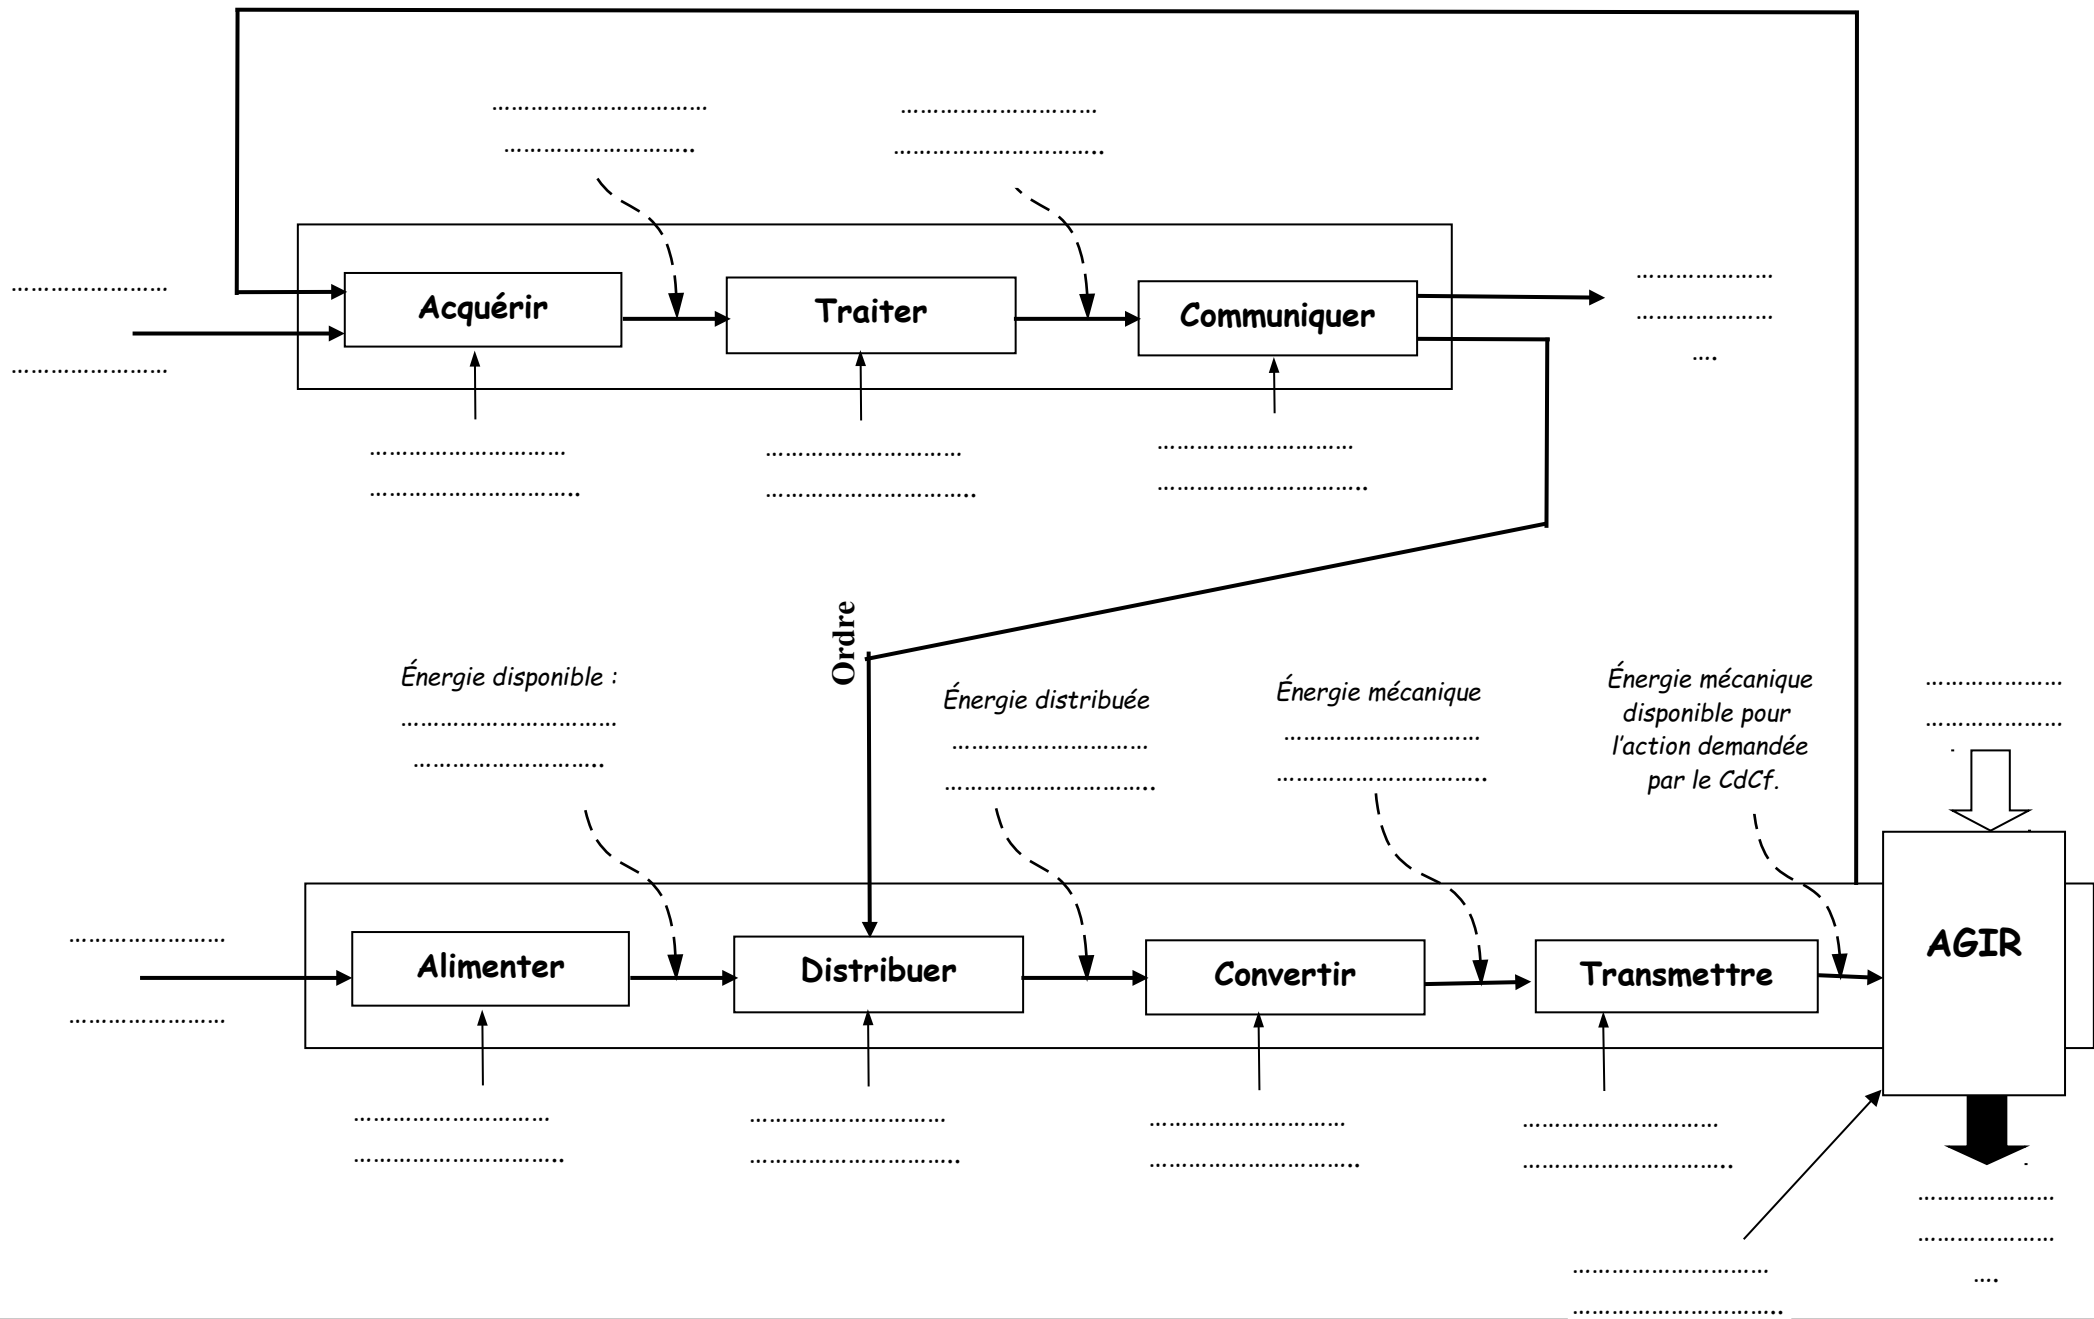 ……………………………
………………………..
…………………………
…………………………..
……………………
……………………
Acquérir
Traiter
Communiquer
…………………
…………………
….
…………………………
…………………………..
…………………………
…………………………..
…………………………
…………………………..
Ordre
Énergie disponible :
……………………………
………………………..
Énergie distribuée
…………………………
…………………………..
Énergie mécanique
…………………………
…………………………..
Énergie mécanique
disponible pour
l'action demandée
par le CdCf.
…………………
…………………
……………………
……………………
Alimenter
Distribuer
Convertir
Transmettre
AGIR
…………………………
…………………………..
…………………………
…………………………..
…………………………
…………………………..
…………………………
…………………………..
…………………
…………………
….
…………………………
…………………………..